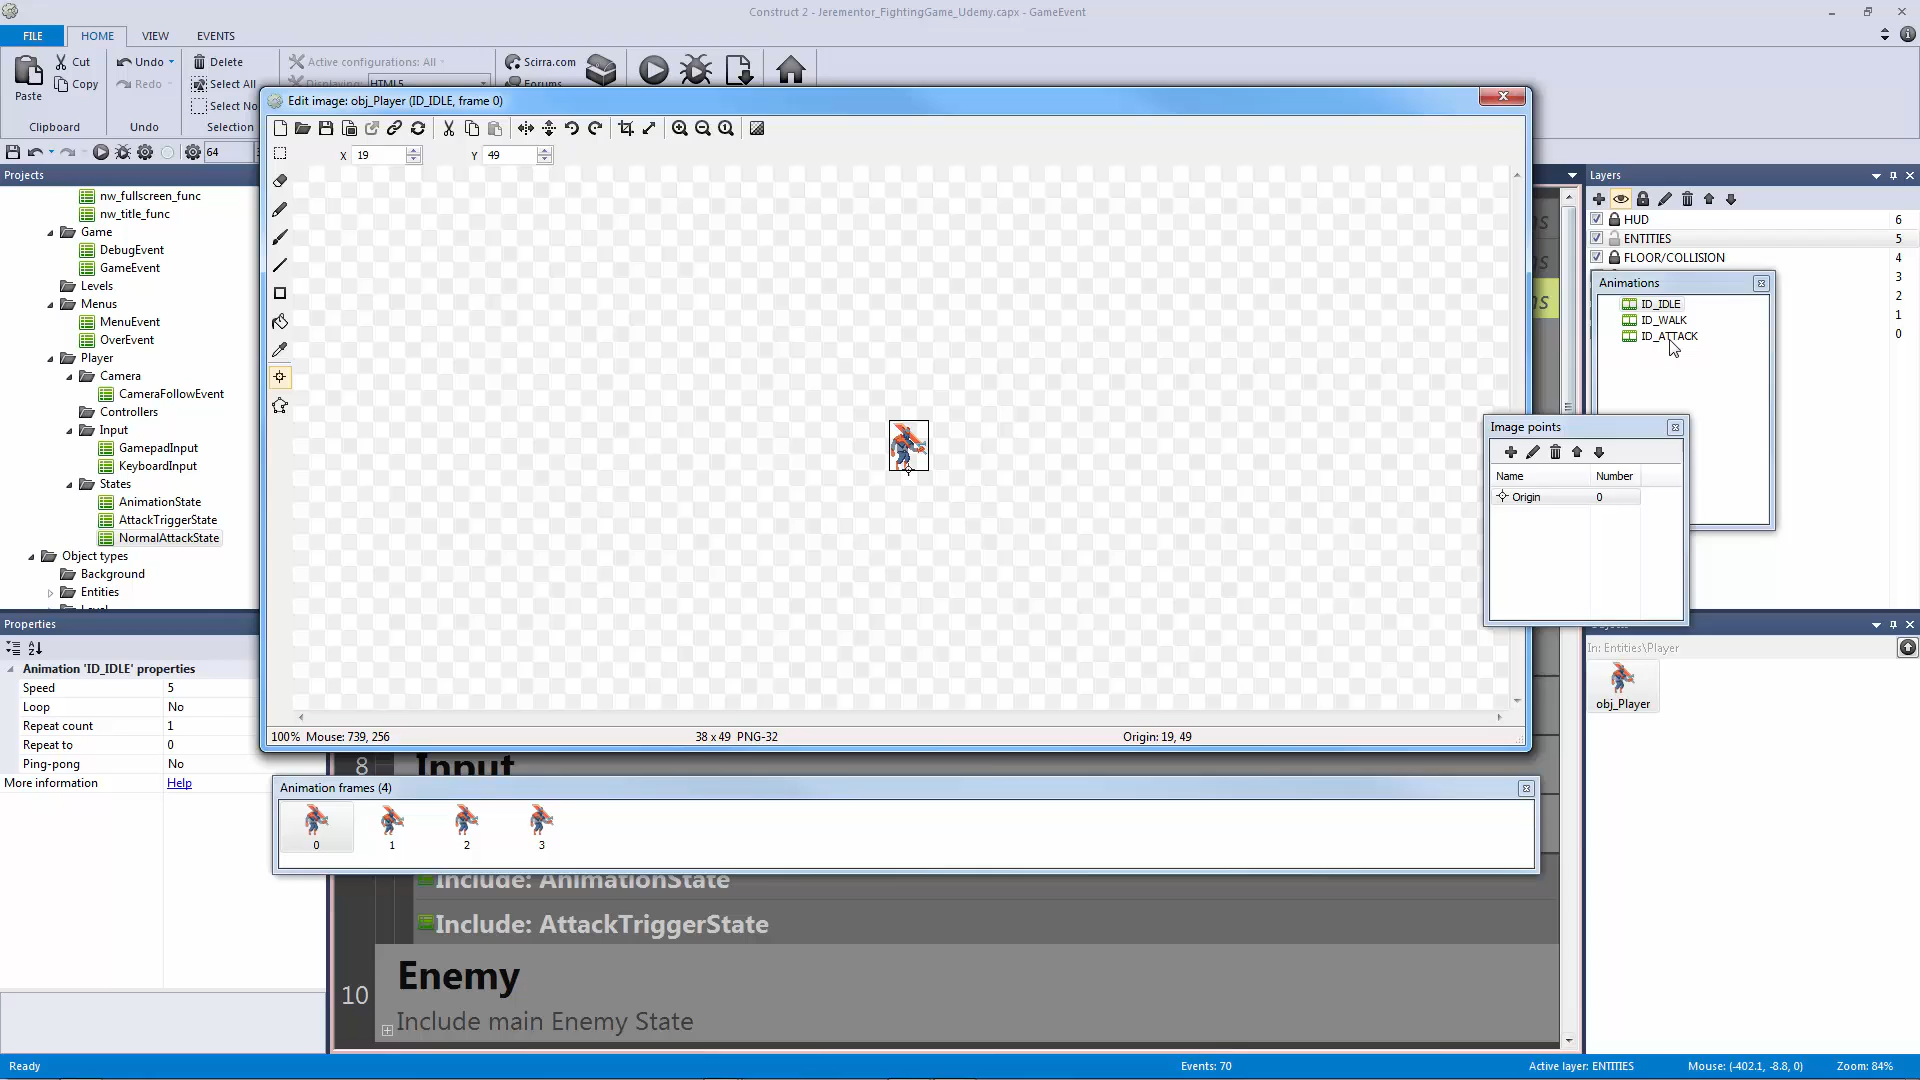 Construct 2 - Jerementor_FightingGame_Udemy.capx - GameEvent
FILE
HOME
VIEW
EVENTS
Paste
Cut
Copy
Clipboard
Undo
Redo
Undo
Delete
Select All
Select No
Selection
Active configurations: All
HTML5
Scirra.com
Forums
64
Projects
nw_fullscreen_func
nw_title_func
Game
DebugEvent
GameEvent
Levels
Menus
MenuEvent
OverEvent
Player
Camera
CameraFollowEvent
Controllers
Input
GamepadInput
KeyboardInput
States
AnimationState
AttackTriggerState
NormalAttackState
Object types
Background
Entities
Properties
Animation 'ID_IDLE' properties
Speed 5
Loop No
Repeat count 1
Repeat to 0
Ping-pong No
More information Help
Edit image: obj_Player (ID_IDLE, frame 0)
X 19
Y 49
100% Mouse: 739, 256
38 x 49 PNG-32
Origin: 19, 49
8
Input
Animation frames (4)
0
1
2
3
Include: AnimationState
Include: AttackTriggerState
10
Enemy
Include main Enemy State
Layers
HUD 6
ENTITIES 5
FLOOR/COLLISION 4
3
2
1
0
Animations
ID_IDLE
ID_WALK
ID_ATTACK
Image points
Name Number
Origin 0
In: Entities\Player
obj_Player
Ready
Events: 70
Active layer: ENTITIES
Mouse: (-402.1, -8.8, 0)
Zoom: 84%